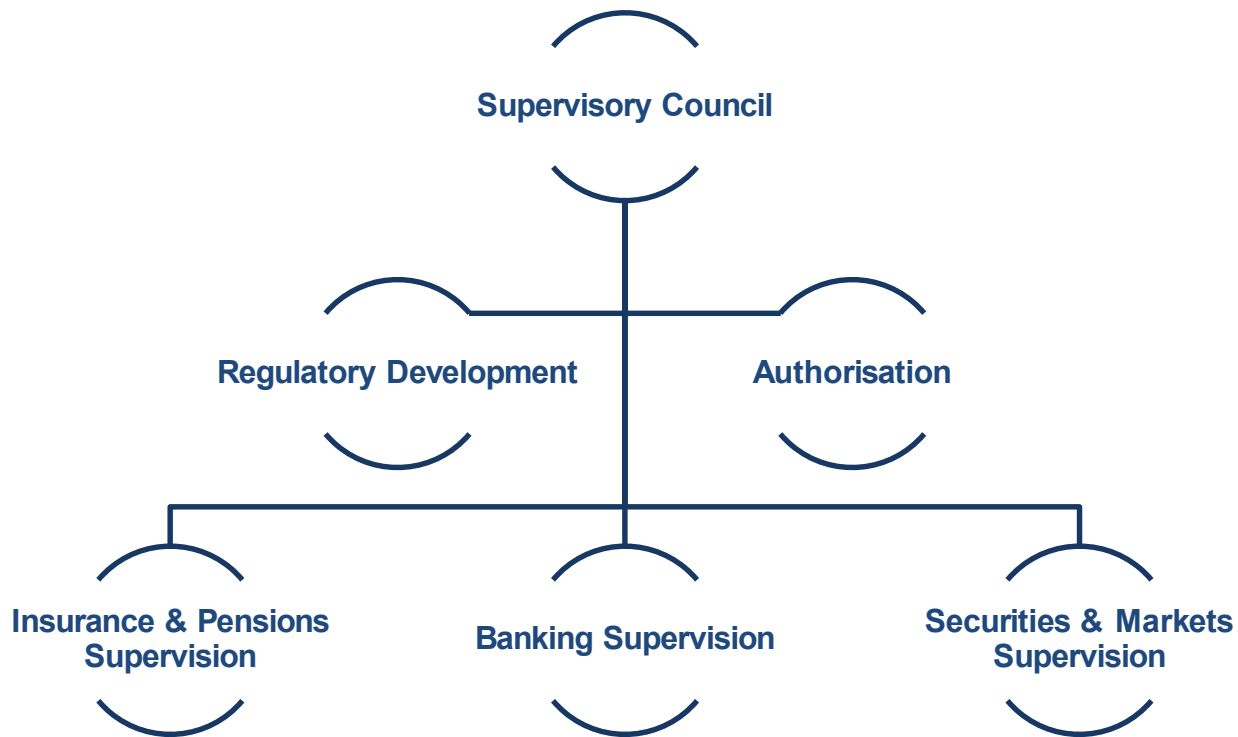 Supervisory Council
Regulatory Development
Authorisation
Insurance & Pensions
Supervision
Banking Supervision
Securities & Markets
Supervision